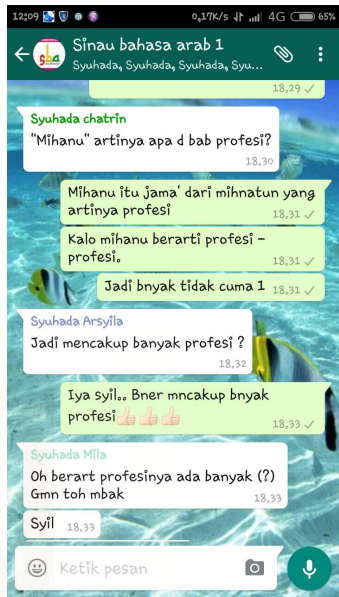 12:09 0,17K/s 4G 65%
Sinau bahasa arab 1
Syuhada, Syuhada, Syuhada, Syu...
18,29
Syuhada chatrin
"Mihanu" artinya apa d bab profesi?
18,30
Mihanu itu jama' dari mihnatun yang
artinya profesi
18,31
Kalo mihanu berarti profesi -
profesi.
18,31
Jadi bnyak tidak cuma 1 18,31
Syuhada Arsyila
Jadi mencakup banyak profesi ?
18,32
Iya syil.. Bner mncakup bnyak
profesi👍🏻👍🏻👍🏻
18,33
Syuhada Mila
Oh berart profesinya ada banyak (?)
Gmn toh mbak
18,33
Syil 18,33
Ketik pesan